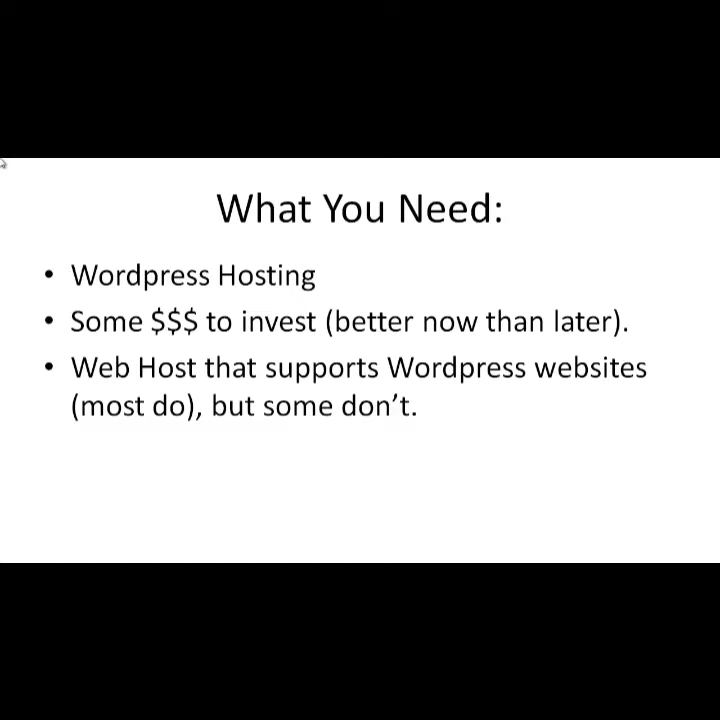 What You Need:
• Wordpress Hosting
• Some $$$ to invest (better now than later).
• Web Host that supports Wordpress websites
(most do), but some don’t.